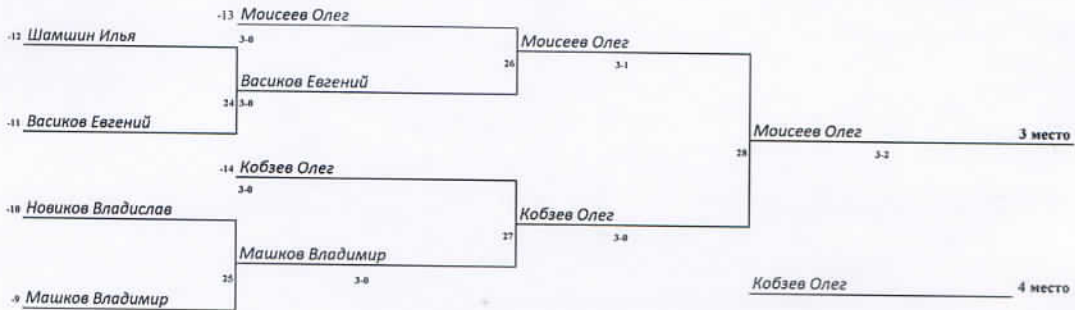 -13 Моисеев Олег
-12 Шамшин Илья
3-0
Моисеев Олег
26
3-1
Васиков Евгений
24 3-0
-11 Васиков Евгений
Моисеев Олег 3 место
28
3-2
-14 Кобзев Олег
3-0
-10 Новиков Владислав
Кобзев Олег
27
3-0
Машков Владимир
25
3-0
Кобзев Олег 4 место
-9 Машков Владимир